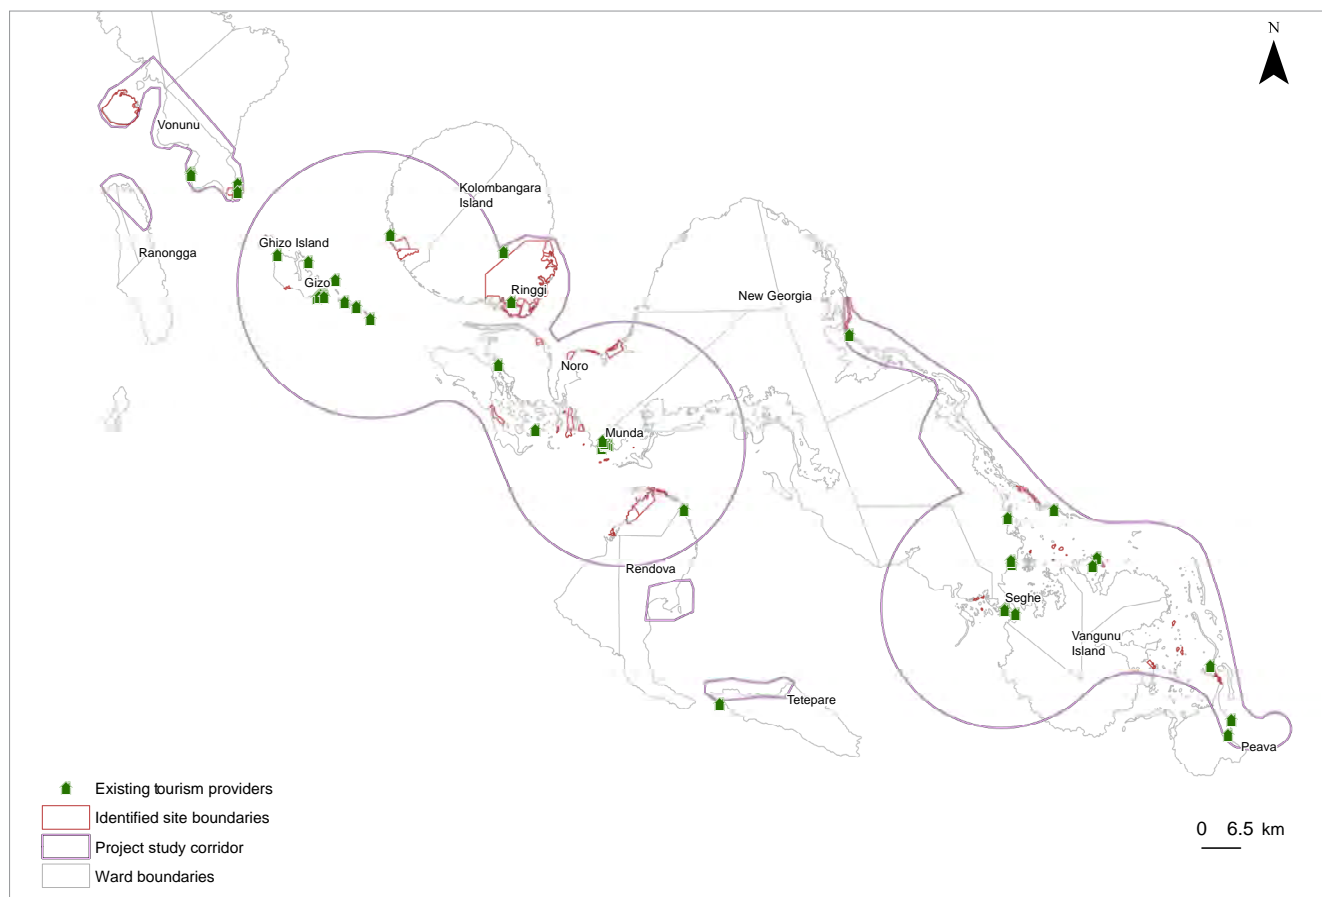 N
Vonunu
Kolombangara
Island
Ghizo Island
Ranongga
Gizo
Ringgi
New Georgia
Noro
Munda
Rendova
Seghe
Vangunu
Island
Tetepare
Peava
Existing tourism providers
Identified site boundaries
Project study corridor
Ward boundaries
0 6.5 km